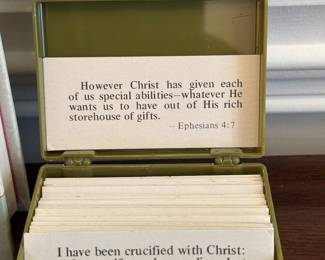 However Christ has given each
of us special abilities—whatever He
wants us to have out of His rich
storehouse of gifts.
— Ephesians 4:7
I have been crucified with Christ: